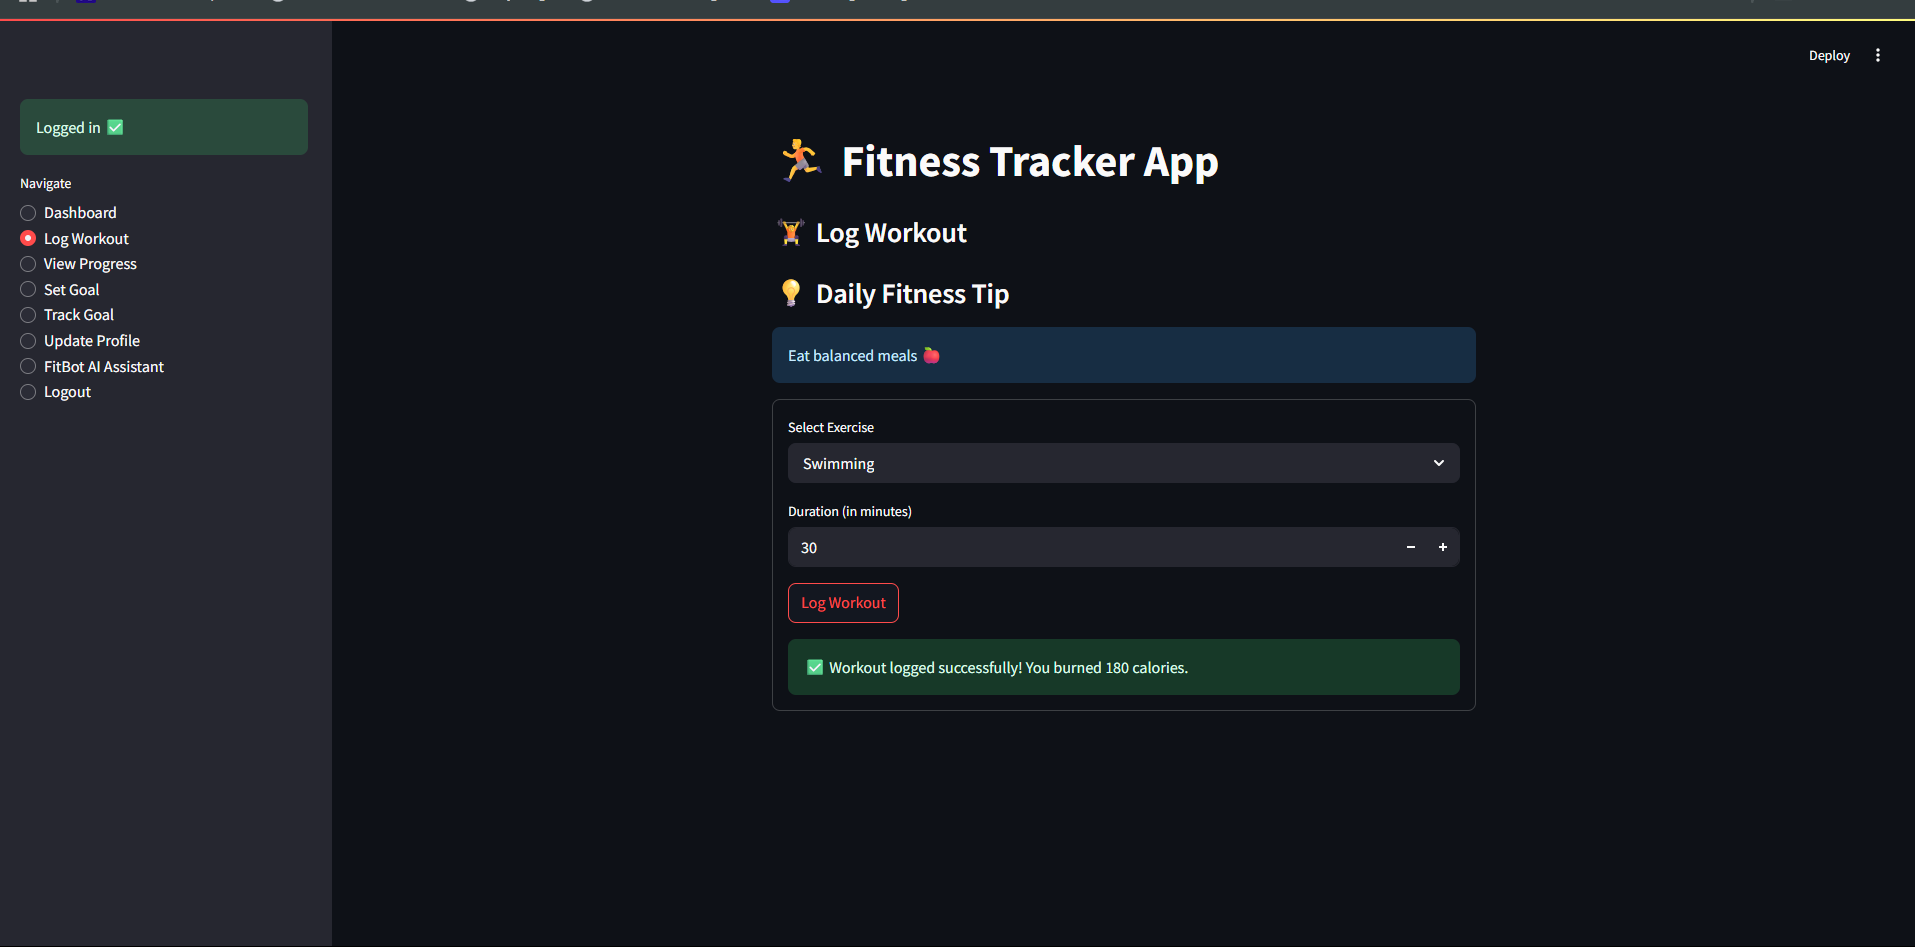 Deploy
Logged in ✅
Navigate
Dashboard
Log Workout
View Progress
Set Goal
Track Goal
Update Profile
FitBot AI Assistant
Logout
🏃 Fitness Tracker App
🏋️ Log Workout
💡 Daily Fitness Tip
Eat balanced meals 🍎
Select Exercise
Swimming
Duration (in minutes)
30
Log Workout
✅ Workout logged successfully! You burned 180 calories.